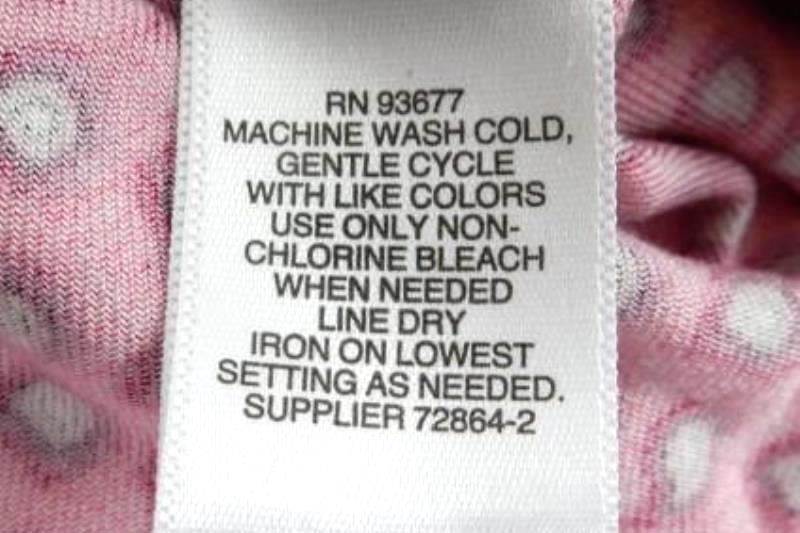 RN 93677
MACHINE WASH COLD,
GENTLE CYCLE
WITH LIKE COLORS
USE ONLY NON-
CHLORINE BLEACH
WHEN NEEDED
LINE DRY
IRON ON LOWEST
SETTING AS NEEDED.
SUPPLIER 72864-2